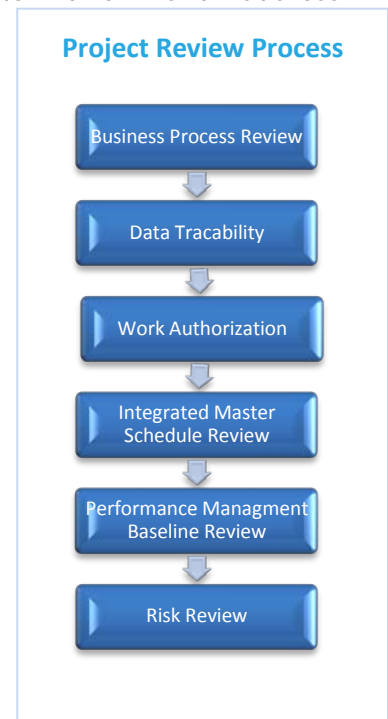 Project Review Process
Business Process Review
Data Tracability
Work Authorization
Integrated Master
Schedule Review
Performance Managment
Baseline Review
Risk Review